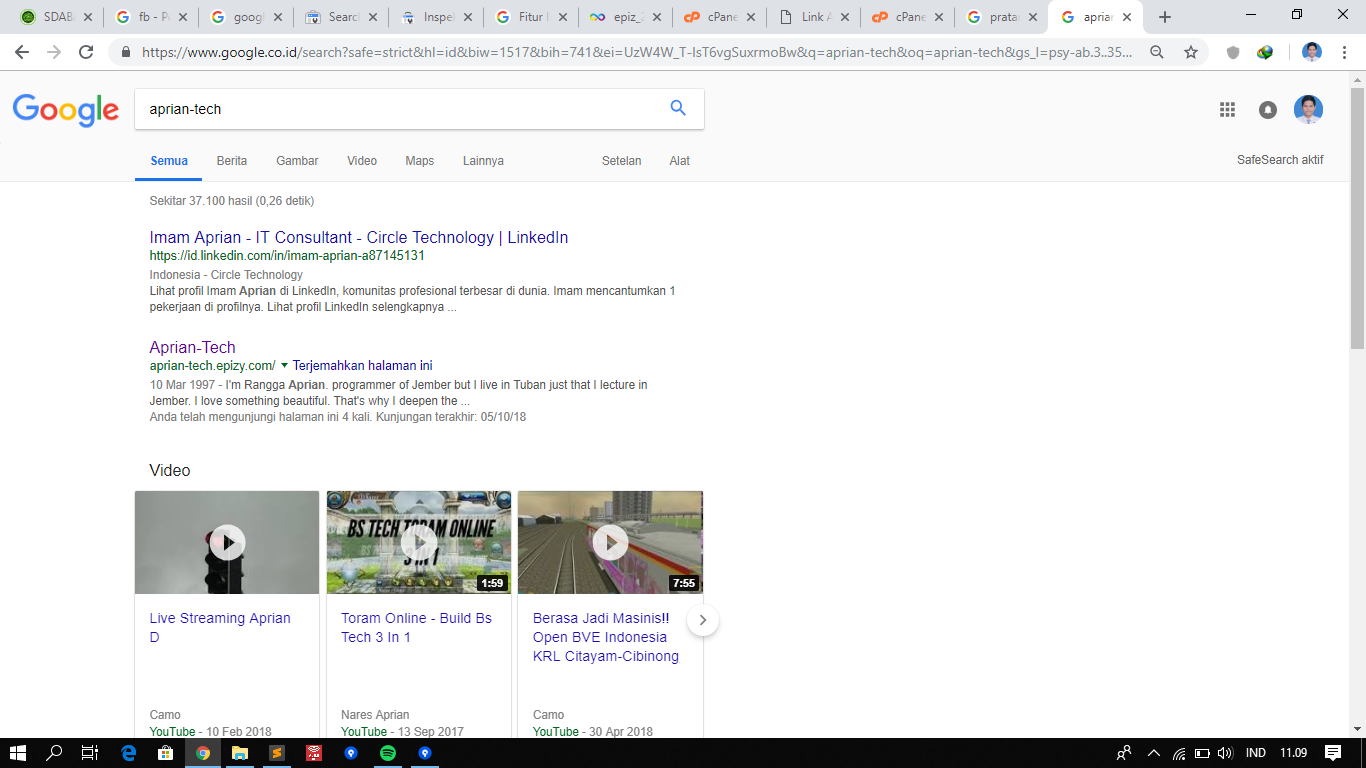 SDAB
fb - P
googl
Search
Inspe
Fitur
epiz_
cPane
Link A
cPane
pratar
aprian
https://www.google.co.id/search?safe=strict&hl=id&biw=1517&bih=741&ei=UzW4W_T-IsT6vgSuxrmoBw&q=aprian-tech&oq=aprian-tech&gs_l=psy-ab.3..35...
Google
aprian-tech
Semua Berita Gambar Video Maps Lainnya Setelan Alat
SafeSearch aktif
Sekitar 37.100 hasil (0,26 detik)
Imam Aprian - IT Consultant - Circle Technology | LinkedIn
https://id.linkedin.com/in/imam-aprian-a87145131
Indonesia - Circle Technology
Lihat profil Imam Aprian di LinkedIn, komunitas profesional terbesar di dunia. Imam mencantumkan 1
pekerjaan di profilnya. Lihat profil LinkedIn selengkapnya ...
Aprian-Tech
aprian-tech.epizy.com/ Terjemahkan halaman ini
10 Mar 1997 - I'm Rangga Aprian. programmer of Jember but I live in Tuban just that I lecture in
Jember. I love something beautiful. That's why I deepen the ...
Anda telah mengunjungi halaman ini 4 kali. Kunjungan terakhir: 05/10/18
Video
BS TECH TORAM ONLINE
3 IN 1
1:59
7:55
Live Streaming Aprian
D
Camo
YouTube - 10 Feb 2018
Toram Online - Build Bs
Tech 3 In 1
Nares Aprian
YouTube - 13 Sep 2017
Berasa Jadi Masinis!!
Open BVE Indonesia
KRL Citayam-Cibinong
Camo
YouTube - 30 Apr 2018
IND 11.09